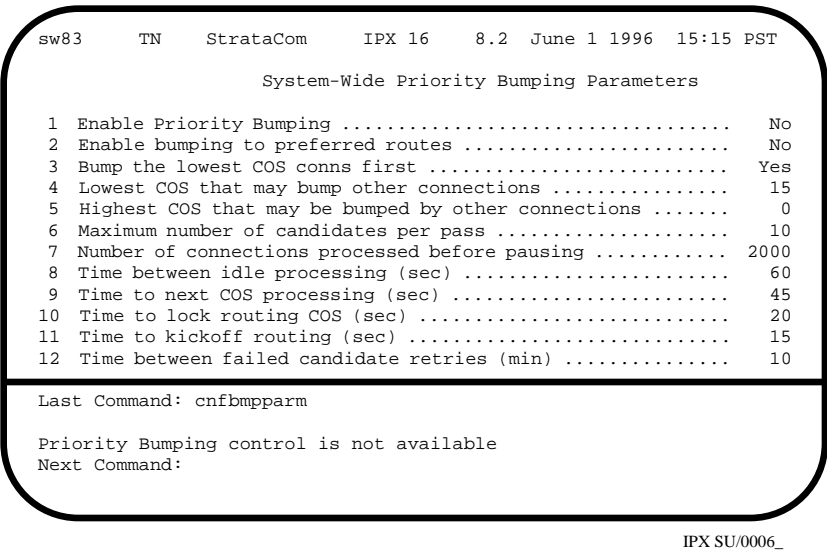 sw83 TN StrataCom IPX 16 8.2 June 1 1996 15:15 PST
System-Wide Priority Bumping Parameters
1 Enable Priority Bumping ................................... No
2 Enable bumping to preferred routes ........................ No
3 Bump the lowest COS conns first ........................... Yes
4 Lowest COS that may bump other connections ................ 15
5 Highest COS that may be bumped by other connections ....... 0
6 Maximum number of candidates per pass ..................... 10
7 Number of connections processed before pausing ............ 2000
8 Time between idle processing (sec) ........................ 60
9 Time to next COS processing (sec) ......................... 45
10 Time to lock routing COS (sec) ............................ 20
11 Time to kickoff routing (sec) ............................. 15
12 Time between failed candidate retries (min) ............... 10
Last Command: cnfbmpparm
Priority Bumping control is not available
Next Command:
IPX SU/0006_